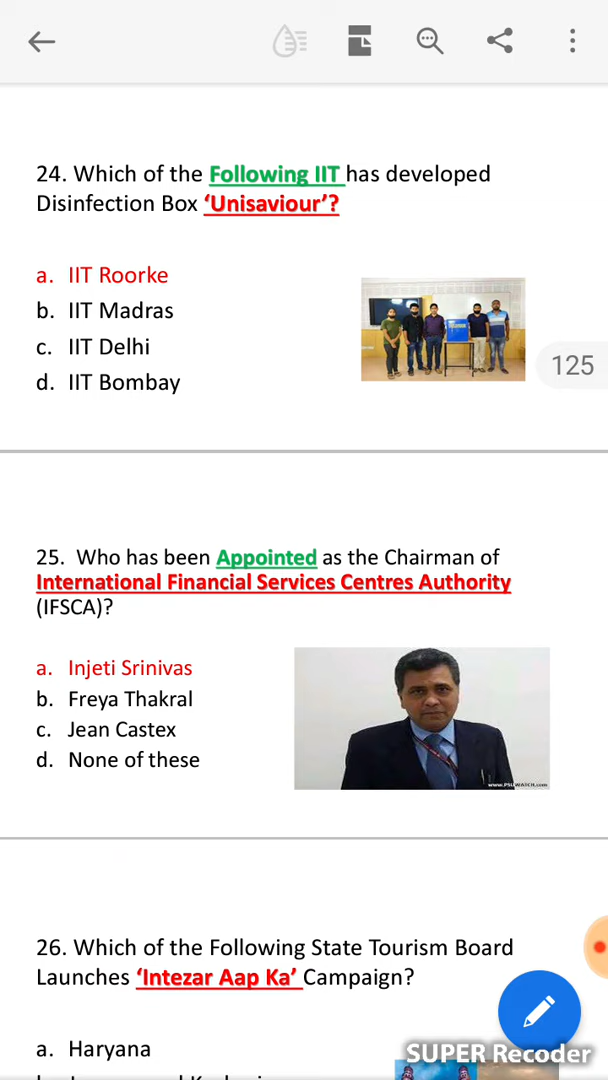 24. Which of the Following IIT has developed
Disinfection Box ‘Unisaviour’?
a. IIT Roorke
b. IIT Madras
c. IIT Delhi
d. IIT Bombay
125
25. Who has been Appointed as the Chairman of
International Financial Services Centres Authority
(IFSCA)?
a. Injeti Srinivas
b. Freya Thakral
c. Jean Castex
d. None of these
26. Which of the Following State Tourism Board
Launches ‘Intezar Aap Ka’ Campaign?
a. Haryana
SUPER Recoder